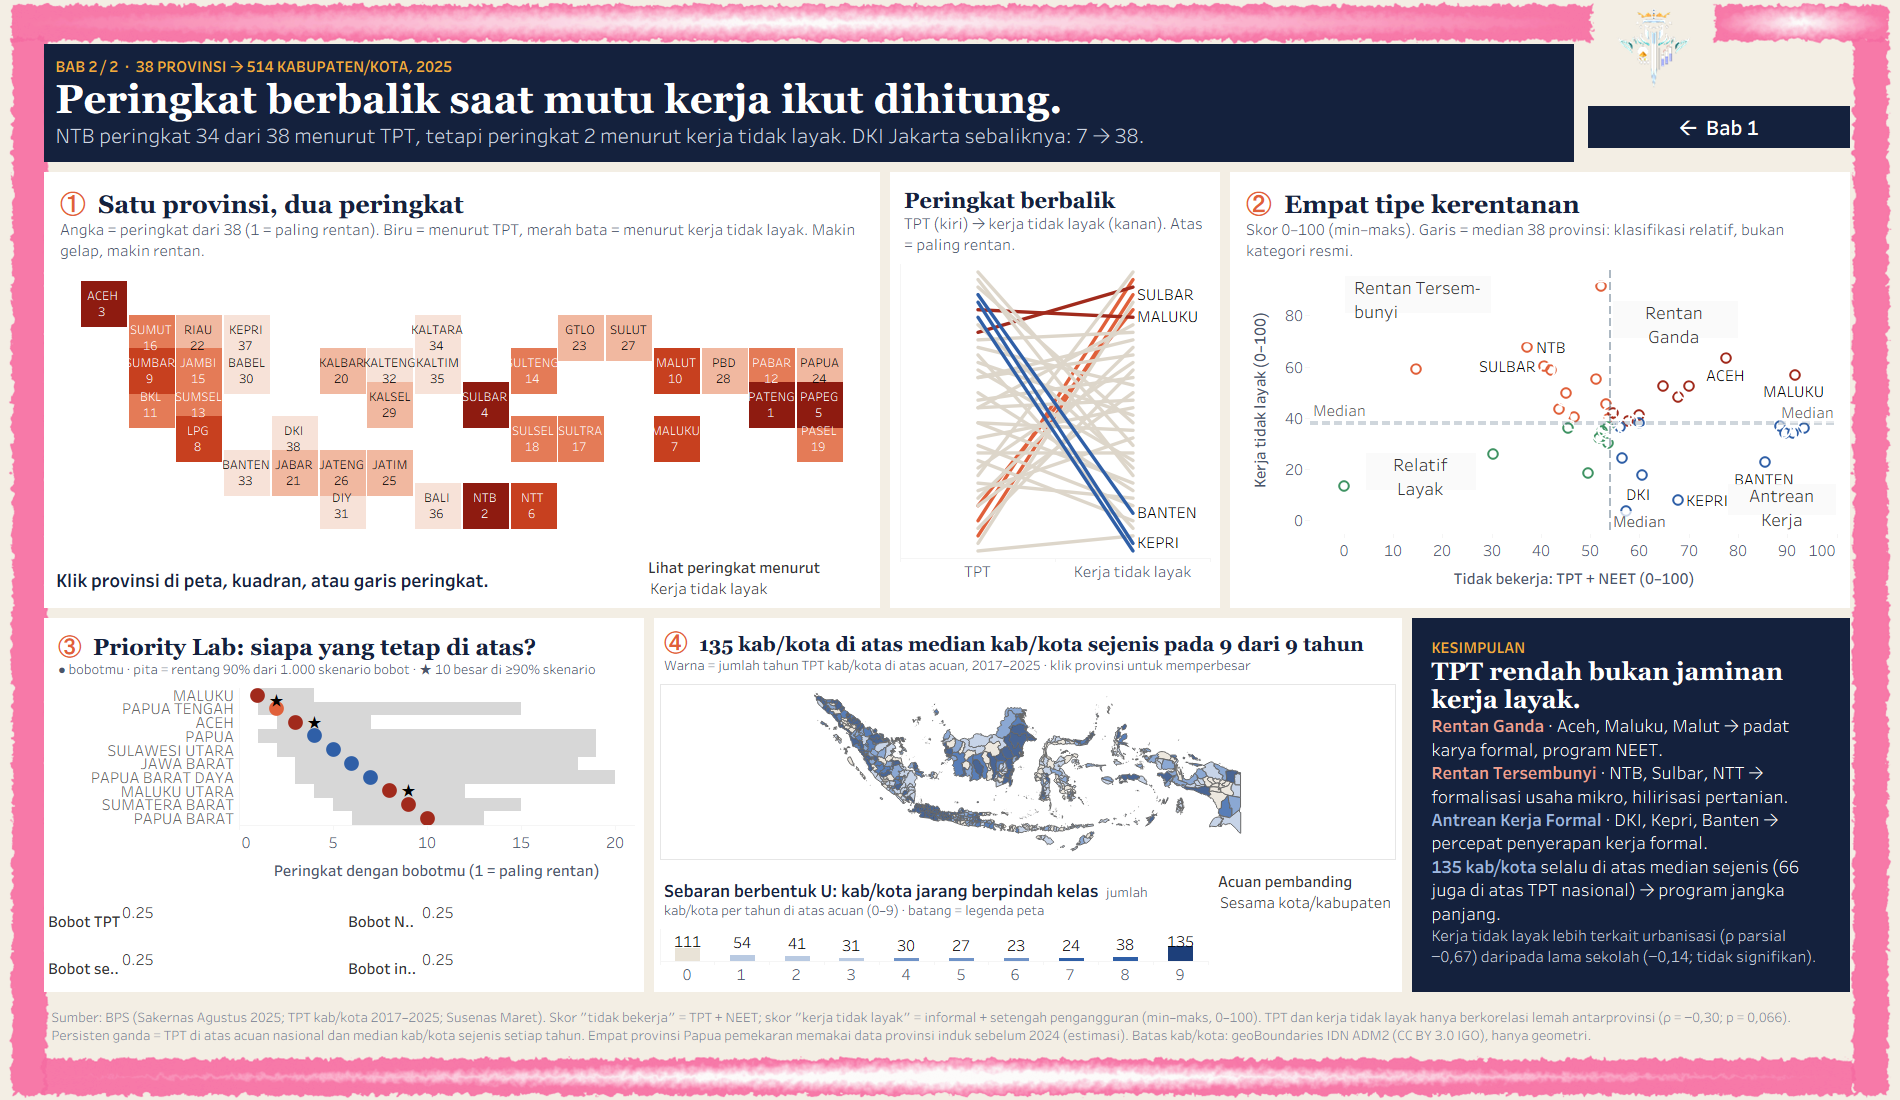 BAB 2 / 2 · 38 PROVINSI → 514 KABUPATEN/KOTA, 2025
Peringkat berbalik saat mutu kerja ikut dihitung.
NTB peringkat 34 dari 38 menurut TPT, tetapi peringkat 2 menurut kerja tidak layak. DKI Jakarta sebaliknya: 7 → 38.
← Bab 1
① Satu provinsi, dua peringkat
Angka = peringkat dari 38 (1 = paling rentan). Biru = menurut TPT, merah bata = menurut kerja tidak layak. Makin
gelap, makin rentan.
ACEH
3
SUMUT RIAU KEPRI KALTARA GTLO SULUT
16 22 37 34 23 27
SUMBAR JAMBI BABEL KALBAR KALTENG KALTIM SULTENG MALUT PBD PABAR PAPUA
9 15 30 20 32 35 14 10 28 12 24
BKL SUMSEL KALSEL SULBAR PATENG PAPEG
11 13 29 4 1 5
LPG DKI SULSEL SULTRA MALUKU PASEL
8 38 18 17 7 19
BANTEN JABAR JATENG JATIM
33 21 26 25
DIY BALI NTB NTT
31 36 2 6
Klik provinsi di peta, kuadran, atau garis peringkat.
Lihat peringkat menurut
Kerja tidak layak
Peringkat berbalik
TPT (kiri) → kerja tidak layak (kanan). Atas
= paling rentan.
SULBAR
MALUKU
BANTEN
KEPRI
TPT Kerja tidak layak
② Empat tipe kerentanan
Skor 0–100 (min–maks). Garis = median 38 provinsi: klasifikasi relatif, bukan
kategori resmi.
Kerja tidak layak (0–100)
80
60
40
20
0
Rentan Tersem-
bunyi
Rentan
Ganda
NTB
SULBAR
ACEH
MALUKU
Median
Median
Relatif
Layak
BANTEN
DKI
KEPRI
Antrean
Kerja
Median
0 10 20 30 40 50 60 70 80 90 100
Tidak bekerja: TPT + NEET (0–100)
③ Priority Lab: siapa yang tetap di atas?
● bobotmu · pita = rentang 90% dari 1.000 skenario bobot · ★ 10 besar di ≥90% skenario
MALUKU
PAPUA TENGAH
ACEH
PAPUA
SULAWESI UTARA
JAWA BARAT
PAPUA BARAT DAYA
MALUKU UTARA
SUMATERA BARAT
PAPUA BARAT
0 5 10 15 20
Peringkat dengan bobotmu (1 = paling rentan)
Bobot TPT 0.25
Bobot N.. 0.25
Bobot se.. 0.25
Bobot in.. 0.25
④ 135 kab/kota di atas median kab/kota sejenis pada 9 dari 9 tahun
Warna = jumlah tahun TPT kab/kota di atas acuan, 2017–2025 · klik provinsi untuk memperbesar
Sebaran berbentuk U: kab/kota jarang berpindah kelas jumlah
kab/kota per tahun di atas acuan (0–9) · batang = legenda peta
Acuan pembanding
Sesama kota/kabupaten
111 54 41 31 30 27 23 24 38 135
0 1 2 3 4 5 6 7 8 9
KESIMPULAN
TPT rendah bukan jaminan
kerja layak.
Rentan Ganda · Aceh, Maluku, Malut → padat
karya formal, program NEET.
Rentan Tersembunyi · NTB, Sulbar, NTT →
formalisasi usaha mikro, hilirisasi pertanian.
Antrean Kerja Formal · DKI, Kepri, Banten →
percepat penyerapan kerja formal.
135 kab/kota selalu di atas median sejenis (66
juga di atas TPT nasional) → program jangka
panjang.
Kerja tidak layak lebih terkait urbanisasi (ρ parsial
−0,67) daripada lama sekolah (−0,14; tidak signifikan).
Sumber: BPS (Sakernas Agustus 2025; TPT kab/kota 2017–2025; Susenas Maret). Skor "tidak bekerja" = TPT + NEET; skor "kerja tidak layak" = informal + setengah pengangguran (min–maks, 0–100). TPT dan kerja tidak layak hanya berkorelasi lemah antarprovinsi (ρ = −0,30; p = 0,066).
Persisten ganda = TPT di atas acuan nasional dan median kab/kota sejenis setiap tahun. Empat provinsi Papua pemekaran memakai data provinsi induk sebelum 2024 (estimasi). Batas kab/kota: geoBoundaries IDN ADM2 (CC BY 3.0 IGO), hanya geometri.